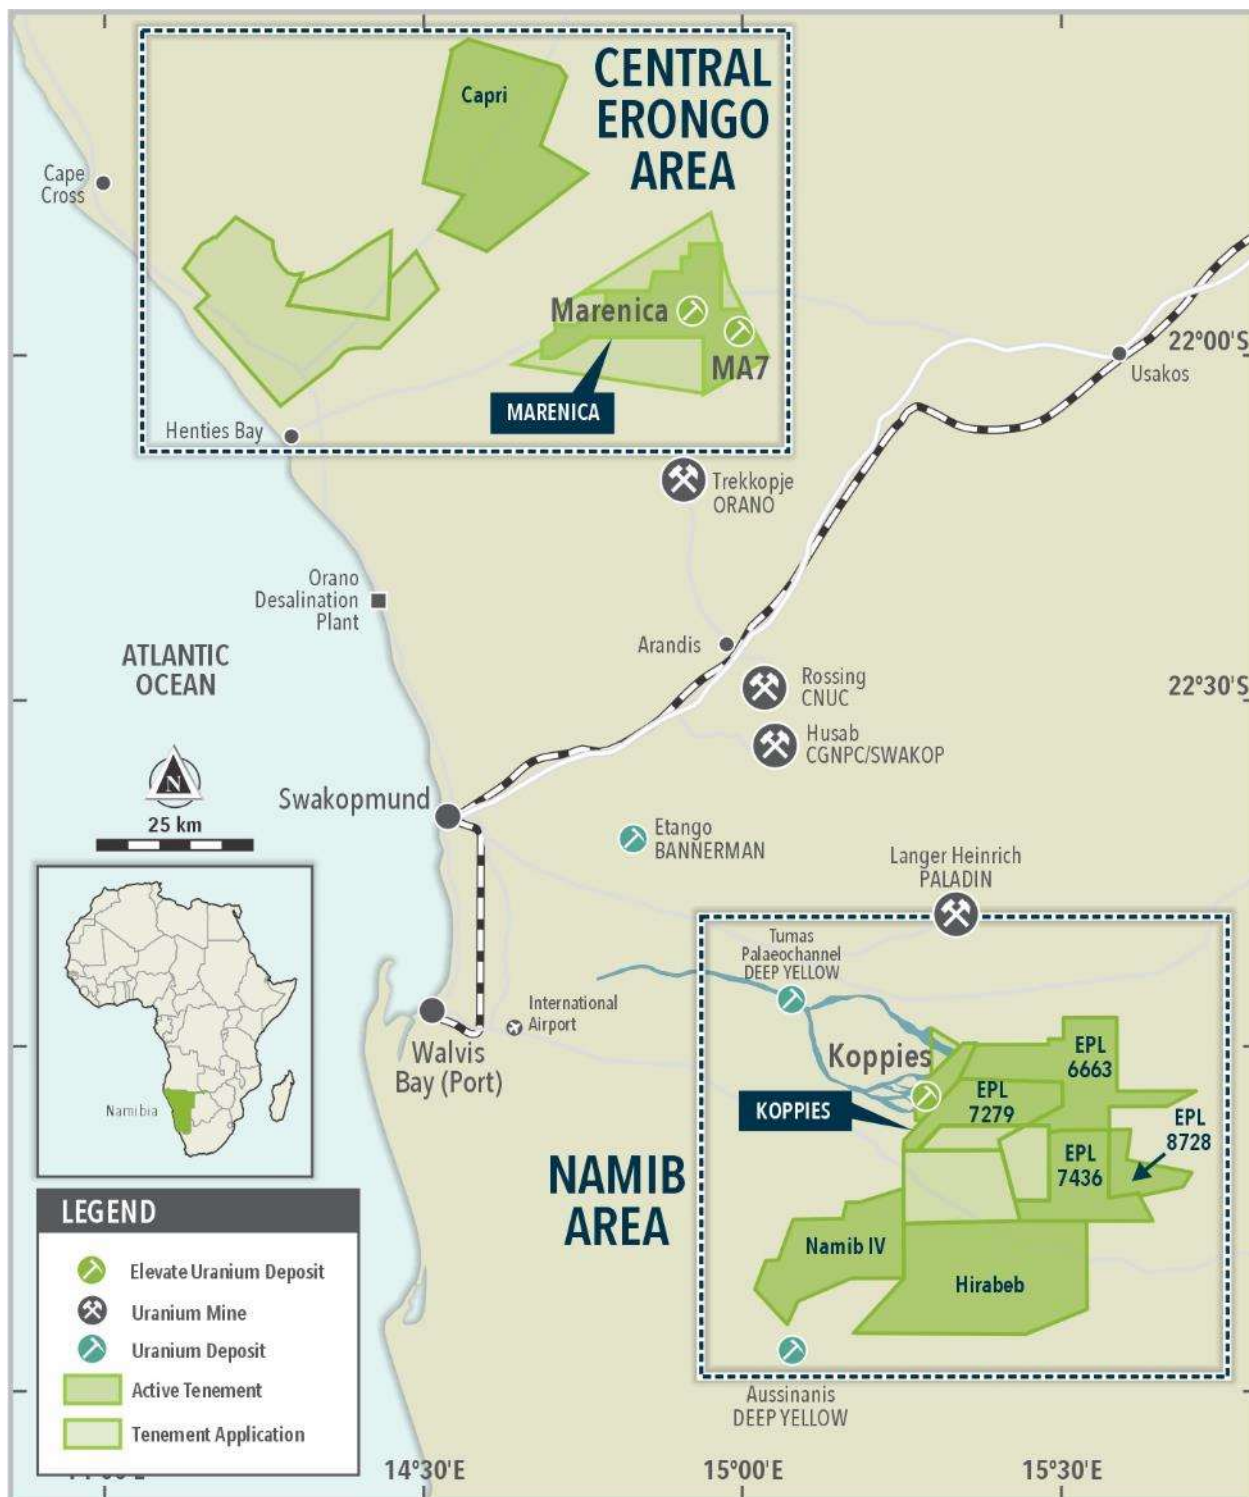 CENTRAL
ERONGO
AREA
Capri
Cape
Cross
Marenica
MA7
MARENICA
Henties Bay
22°00'S
Usakos
Trekkopje
ORANO
Orano
Desalination
Plant
ATLANTIC
OCEAN
Arandis
Rossing
CNUC
22°30'S
Husab
CGNPC/SWAKOP
N
25 km
Swakopmund
Etango
BANNERMAN
Langer Heinrich
PALADIN
Tumas
Palaeochannel
DEEP YELLOW
International
Airport
Walvis
Bay (Port)
Koppies
KOPPIES
EPL
6663
EPL
7279
EPL
8728
EPL
7436
Namibia
NAMIB
AREA
Namib IV
Hirabeb
Aussinanis
DEEP YELLOW
LEGEND
Elevate Uranium Deposit
Uranium Mine
Uranium Deposit
Active Tenement
Tenement Application
14°30'E
15°00'E
15°30'E